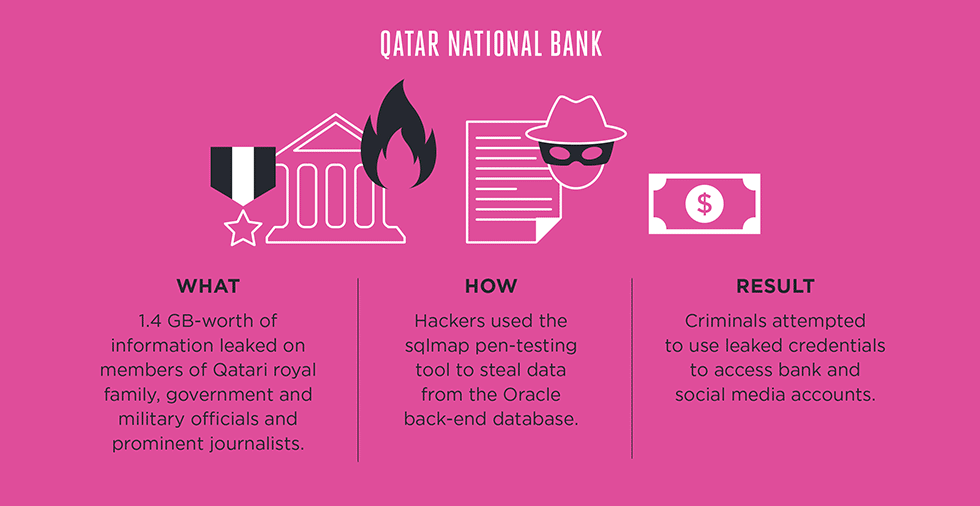 QATAR NATIONAL BANK
$
WHAT
1.4 GB-worth of
information leaked on
members of Qatari royal
family, government and
military officials and
prominent journalists.
HOW
Hackers used the
sqlmap pen-testing
tool to steal data
from the Oracle
back-end database.
RESULT
Criminals attempted
to use leaked credentials
to access bank and
social media accounts.